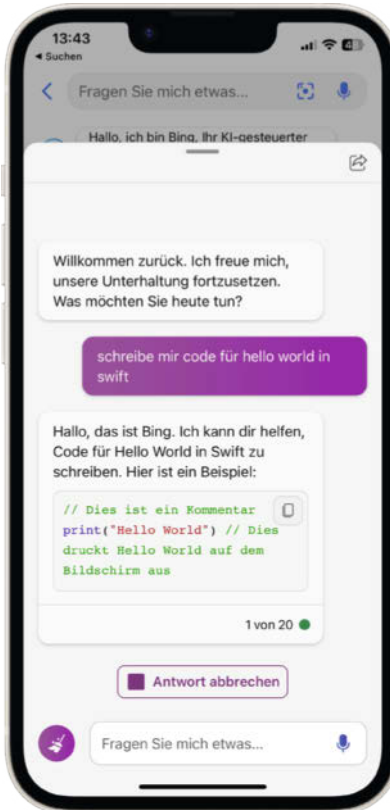 13:43
Suchen
Fragen Sie mich etwas...
Hallo, ich bin Bing, Ihr KI-gesteuerter
Willkommen zurück. Ich freue mich,
unsere Unterhaltung fortzusetzen.
Was möchten Sie heute tun?
schreibe mir code für hello world in
swift
Hallo, das ist Bing. Ich kann dir helfen,
Code für Hello World in Swift zu
schreiben. Hier ist ein Beispiel:
// Dies ist ein Kommentar
print("Hello World") // Dies
druckt Hello World auf dem
Bildschirm aus
1 von 20
Antwort abbrechen
Fragen Sie mich etwas...